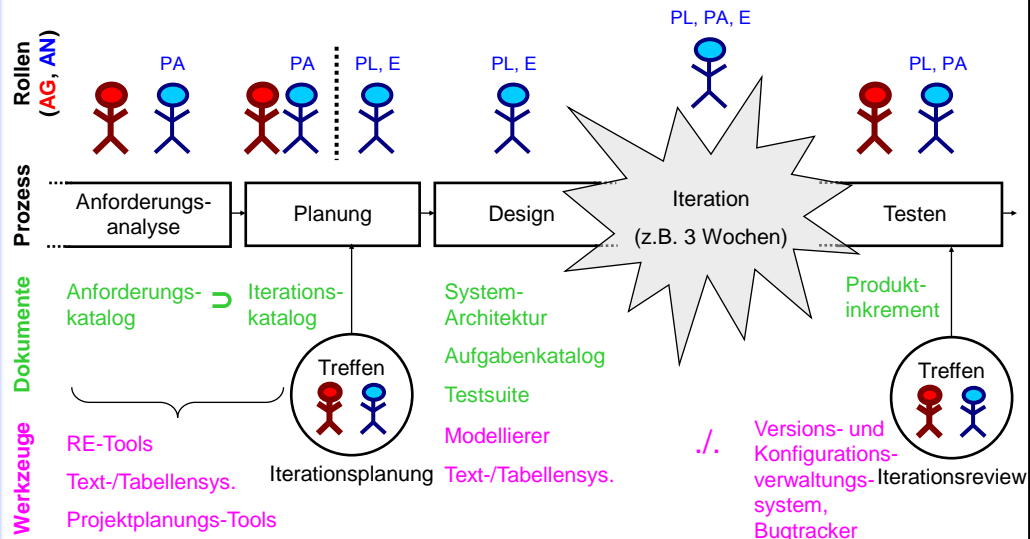 Rollen
(AG, AN)
PA
PA
PL, E
PL, E
PL, PA, E
PL, PA
Prozess
Anforderungs-
analyse
Planung
Design
Iteration
(z.B. 3 Wochen)
Testen
Dokumente
Anforderungs-
katalog
⊃
Iterations-
katalog
System-
Architektur
Aufgabenkatalog
Testsuite
Produkt-
inkrement
Treffen
Iterationsplanung
Treffen
Iterationsreview
Werkzeuge
RE-Tools
Text-/Tabellensys.
Projektplanungs-Tools
Modellierer
Text-/Tabellensys.
./.
Versions- und
Konfigurations-
verwaltungs-
system,
Bugtracker